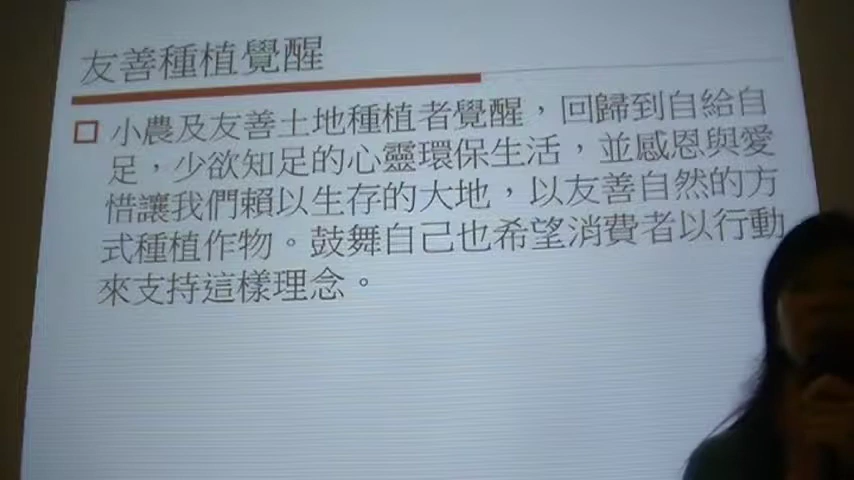 友善種植覺醒
小農及友善土地種植者覺醒，回歸到自給自
足，少欲知足的心靈環保生活，並感恩與愛
惜讓我們賴以生存的大地，以友善自然的方
式種植作物。鼓舞自己也希望消費者以行動
來支持這樣理念。